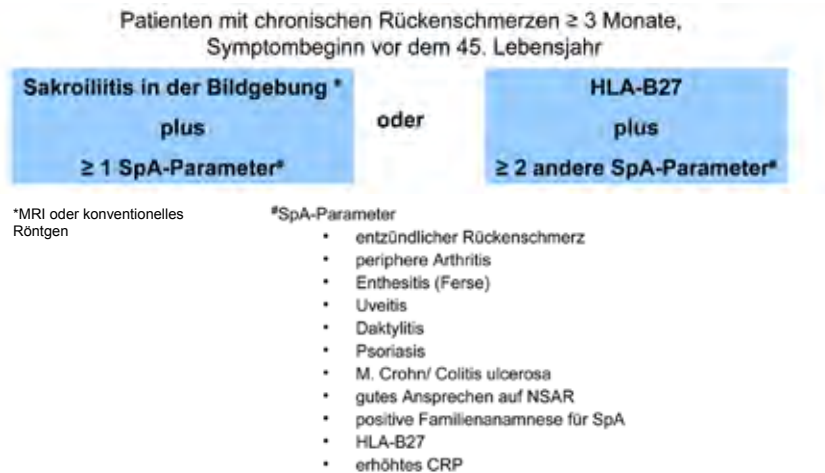 Patienten mit chronischen Rückenschmerzen ≥ 3 Monate,
Symptombeginn vor dem 45. Lebensjahr
Sakroiliitis in der Bildgebung *
plus
≥ 1 SpA-Parameter#
oder
HLA-B27
plus
≥ 2 andere SpA-Parameter#
*MRI oder konventionelles
Röntgen
#SpA-Parameter
• entzündlicher Rückenschmerz
• periphere Arthritis
• Enthesitis (Ferse)
• Uveitis
• Daktylitis
• Psoriasis
• M. Crohn/ Colitis ulcerosa
• gutes Ansprechen auf NSAR
• positive Familienanamnese für SpA
• HLA-B27
• erhöhtes CRP